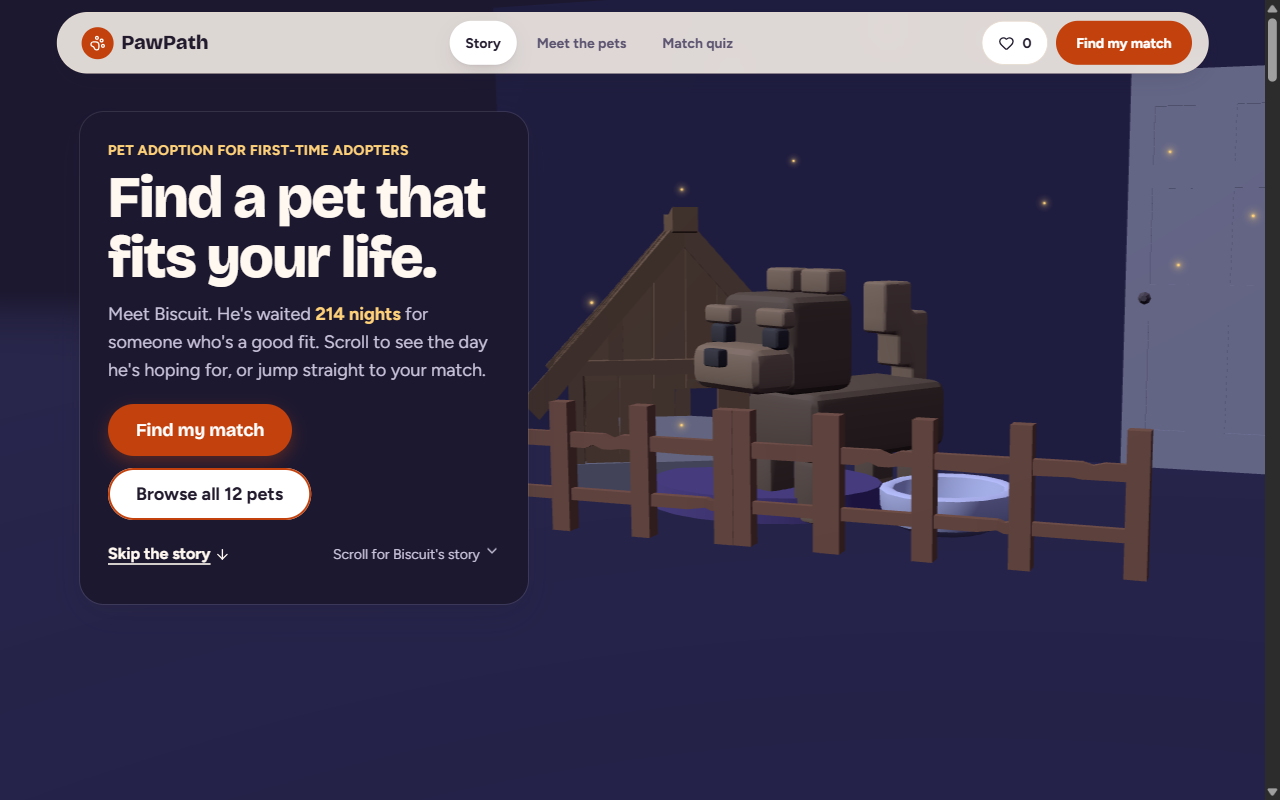 PawPath
Story
Meet the pets
Match quiz
0
Find my match
PET ADOPTION FOR FIRST-TIME ADOPTERS
Find a pet that
fits your life.
Meet Biscuit. He's waited 214 nights for
someone who's a good fit. Scroll to see the day
he's hoping for, or jump straight to your match.
Find my match
Browse all 12 pets
Skip the story
Scroll for Biscuit's story